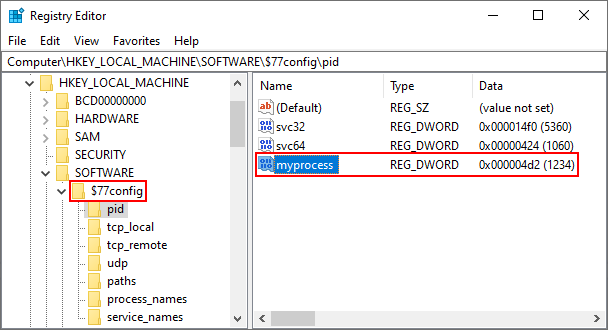 Registry Editor
File Edit View Favorites Help
Computer\HKEY_LOCAL_MACHINE\SOFTWARE\$77config\pid
HKEY_LOCAL_MACHINE
BCD00000000
HARDWARE
SAM
SECURITY
SOFTWARE
$77config
pid
tcp_local
tcp_remote
udp
paths
process_names
service_names
Name Type Data
ab (Default) REG_SZ (value not set)
svc32 REG_DWORD 0x000014f0 (5360)
svc64 REG_DWORD 0x00000424 (1060)
myprocess REG_DWORD 0x000004d2 (1234)